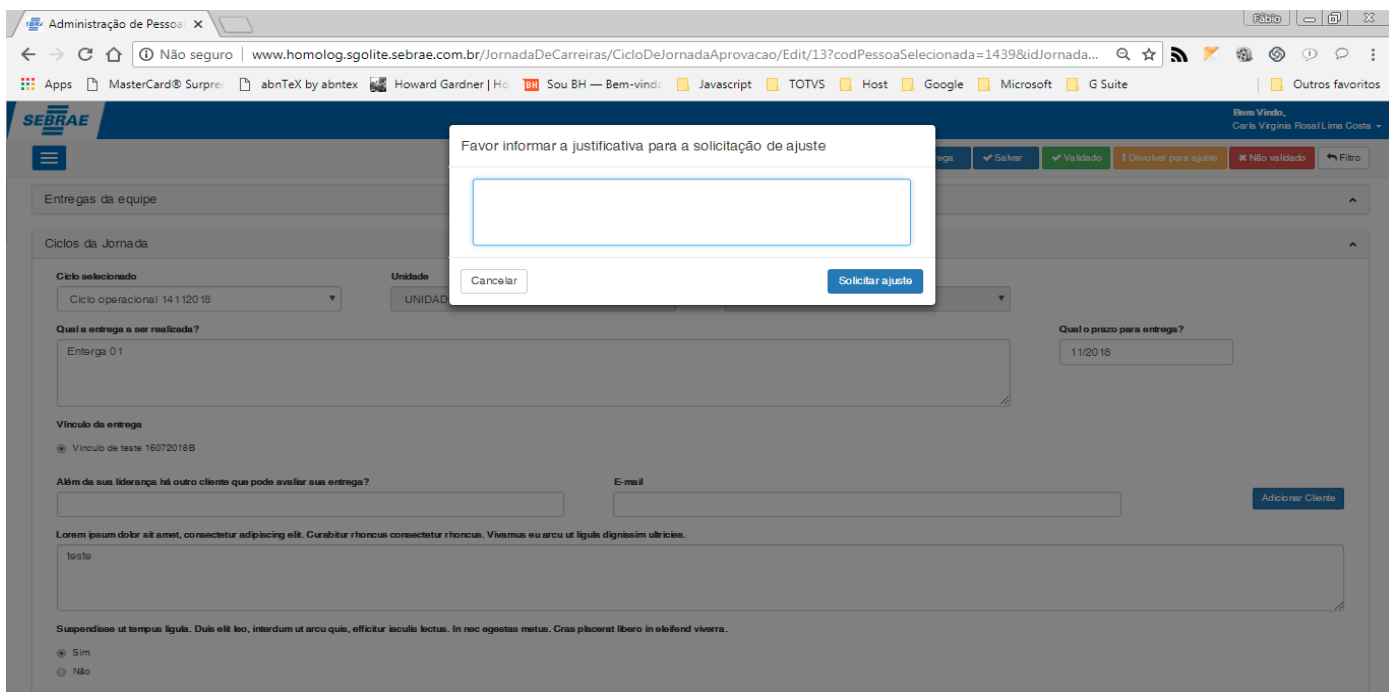 Administração de Pessoal
Fábio
Não seguro | www.homolog.sgolite.sebrae.com.br/JornadaDeCarreiras/CicloDeJornadaAprovacao/Edit/13?codPessoaSelecionada=1439&idJornada...
Apps MasterCard® Surpre abnTeX by abntex Howard Gardner | Ho BH Sou BH — Bem-vindo Javascript TOTVS Host Google Microsoft G Suite Outros favoritos
SEBRAE
Bem Vindo,
Carla Virginia Rosal Lima Costa
Favor informar a justificativa para a solicitação de ajuste
rega Salvar Validado ! Devolver para ajuste Não validado Filtro
Entregas da equipe
Ciclos da Jornada
Cancelar Solicitar ajuste
Ciclo selecionado Unidade
Ciclo operacional 14112018 UNIDAD
Qual a entrega a ser realizada? Qual o prazo para entrega?
Enterga 01 11/2018
Vínculo da entrega
Vinculo de teste 16072018B
Além da sua liderança há outro cliente que pode avaliar sua entrega? E-mail
Adicionar Cliente
Lorem ipsum dolor sit amet, consectetur adipiscing elit. Curabitur rhoncus consectetur rhoncus. Vivamus eu arcu ut ligula dignissim ultricies.
teste
Suspendisse ut tempus ligula. Duis elit leo, interdum ut arcu quis, efficitur iaculis lectus. In nec egestas metus. Cras placerat libero in eleifend viverra.
Sim
Não